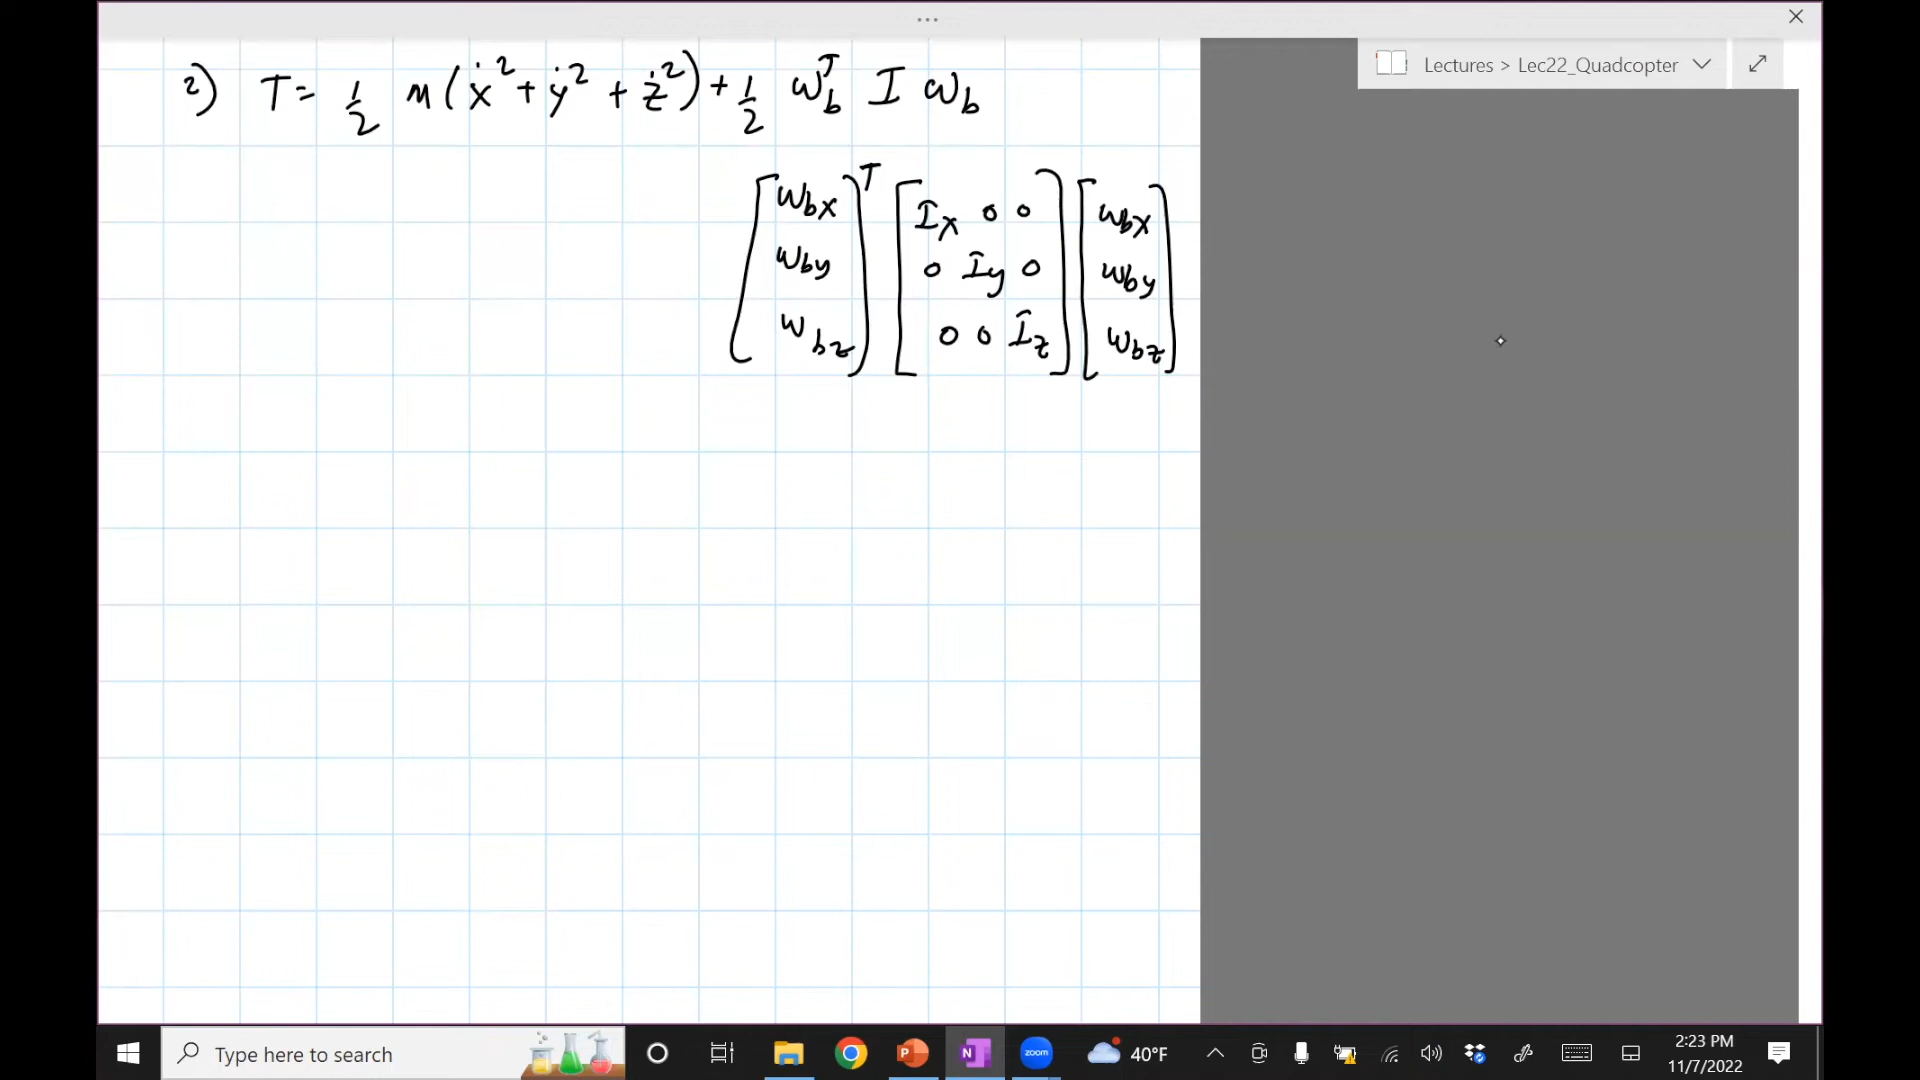 ...
Lectures > Lec22_Quadcopter
2) T = 1/2 m(ẋ² + ẏ² + ż²) + 1/2 ω_b^T I ω_b
[ω_bx ω_by ω_bz]^T [I_x 0 0; 0 I_y 0; 0 0 I_z] [ω_bx ω_by ω_bz]
Type here to search
zoom
40°F
2:23 PM
11/7/2022